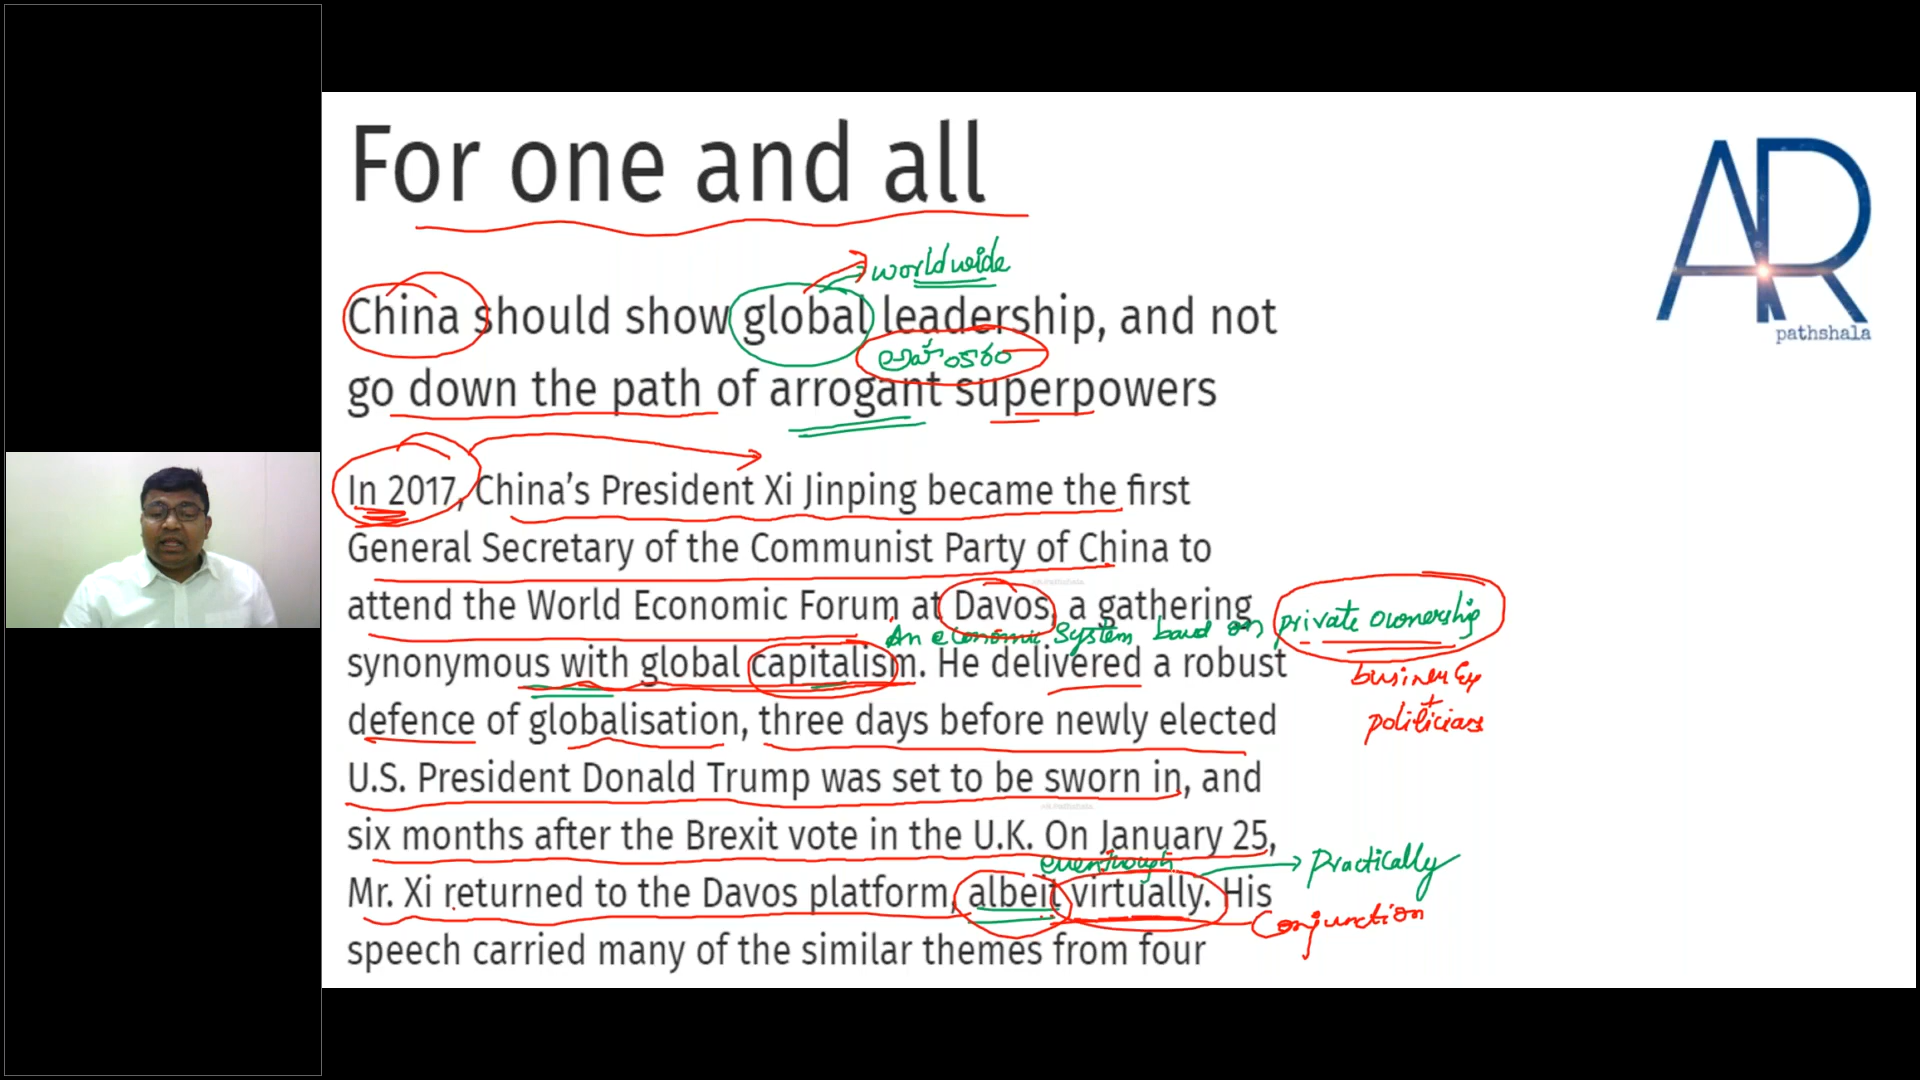 For one and all
worldwide
China should show global leadership, and not
అహంకారం
go down the path of arrogant superpowers
In 2017, China’s President Xi Jinping became the first
General Secretary of the Communist Party of China to
attend the World Economic Forum at Davos, a gathering
An economic system based on private ownership
synonymous with global capitalism. He delivered a robust
politicians
defence of globalisation, three days before newly elected
U.S. President Donald Trump was set to be sworn in, and
six months after the Brexit vote in the U.K. On January 25,
eventhough
Practically
Mr. Xi returned to the Davos platform, albeit virtually. His
Conjunction
speech carried many of the similar themes from four
AR
pathshala